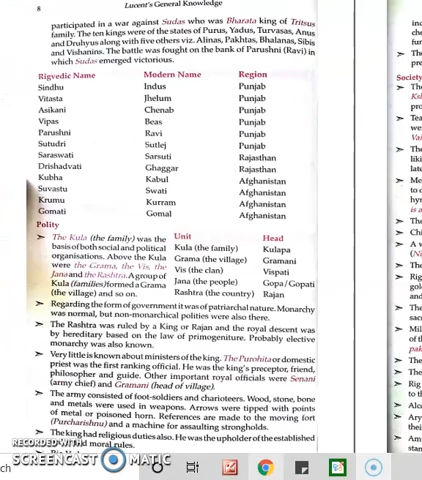 8 Lucent's General Knowledge
participated in a war against Sudas who was Bharata king of Tritsus
family. The ten kings were of the states of Purus, Yadus, Turvasas, Anus
and Druhyus along with five others viz. Alinas, Pakhtas, Bhalanas, Sibis
and Vishanins. The battle was fought on the bank of Parushni (Ravi) in
which Sudas emerged victorious.
Rigvedic Name Modern Name Region
Sindhu Indus Punjab
Vitasta Jhelum Punjab
Asikani Chenab Punjab
Vipas Beas Punjab
Parushni Ravi Punjab
Sutudri Sutlej Punjab
Saraswati Sarsuti Rajasthan
Drishadvati Ghaggar Rajasthan
Kubha Kabul Afghanistan
Suvastu Swati Afghanistan
Krumu Kurram Afghanistan
Gomati Gomal Afghanistan
Polity
➤ The Kula (the family) was the
basis of both social and political
organisations. Above the Kula
were the Grama, the Vis, the
Jana and the Rashtra. A group of
Kula (families) formed a Grama
(the village) and so on.
Unit Head
Kula (the family) Kulapa
Grama (the village) Gramani
Vis (the clan) Vispati
Jana (the people) Gopa / Gopati
Rashtra (the country) Rajan
➤ Regarding the form of government it was of patriarchal nature. Monarchy
was normal, but non-monarchical polities were also there.
➤ The Rashtra was ruled by a King or Rajan and the royal descent was
by hereditary based on the law of primogeniture. Probably elective
monarchy was also known.
➤ Very little is known about ministers of the king. The Purohita or domestic
priest was the first ranking official. He was the king's preceptor, friend,
philosopher and guide. Other important royal officials were Senani
(army chief) and Gramani (head of village).
➤ The army consisted of foot-soldiers and charioteers. Wood, stone, bone
and metals were used in weapons. Arrows were tipped with points
of metal or poisoned horn. References are made to the moving fort
(Purcharishnu) and a machine for assaulting strongholds.
➤ The king had religious duties also. He was the upholder of the established
moral rules.
RECORDED WITH
SCREENCAST MATIC
ch
Society